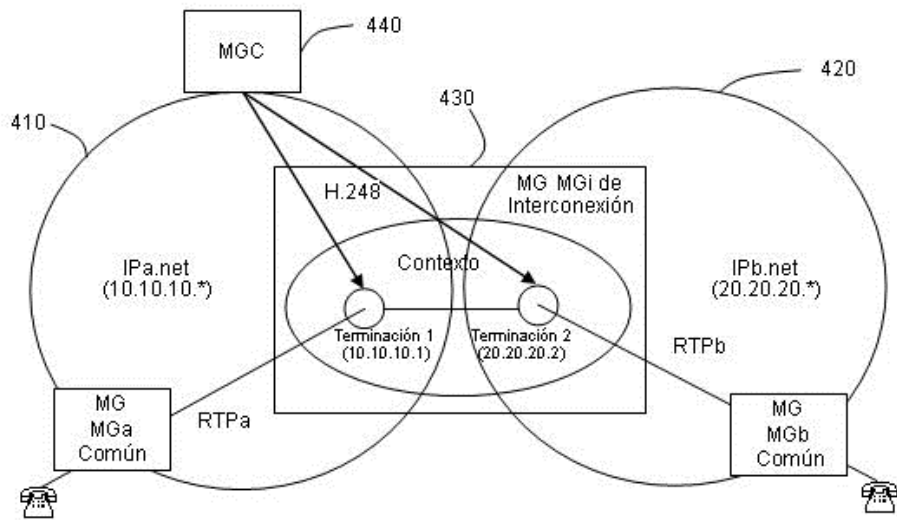 MGC
440
420
430
410
H.248
MG MGi de
Interconexión
Contexto
IPa.net
(10.10.10.*)
IPb.net
(20.20.20.*)
Terminación 1
(10.10.10.1)
Terminación 2
(20.20.20.2)
RTPb
RTPa
MG
MGa
Común
MG
MGb
Común